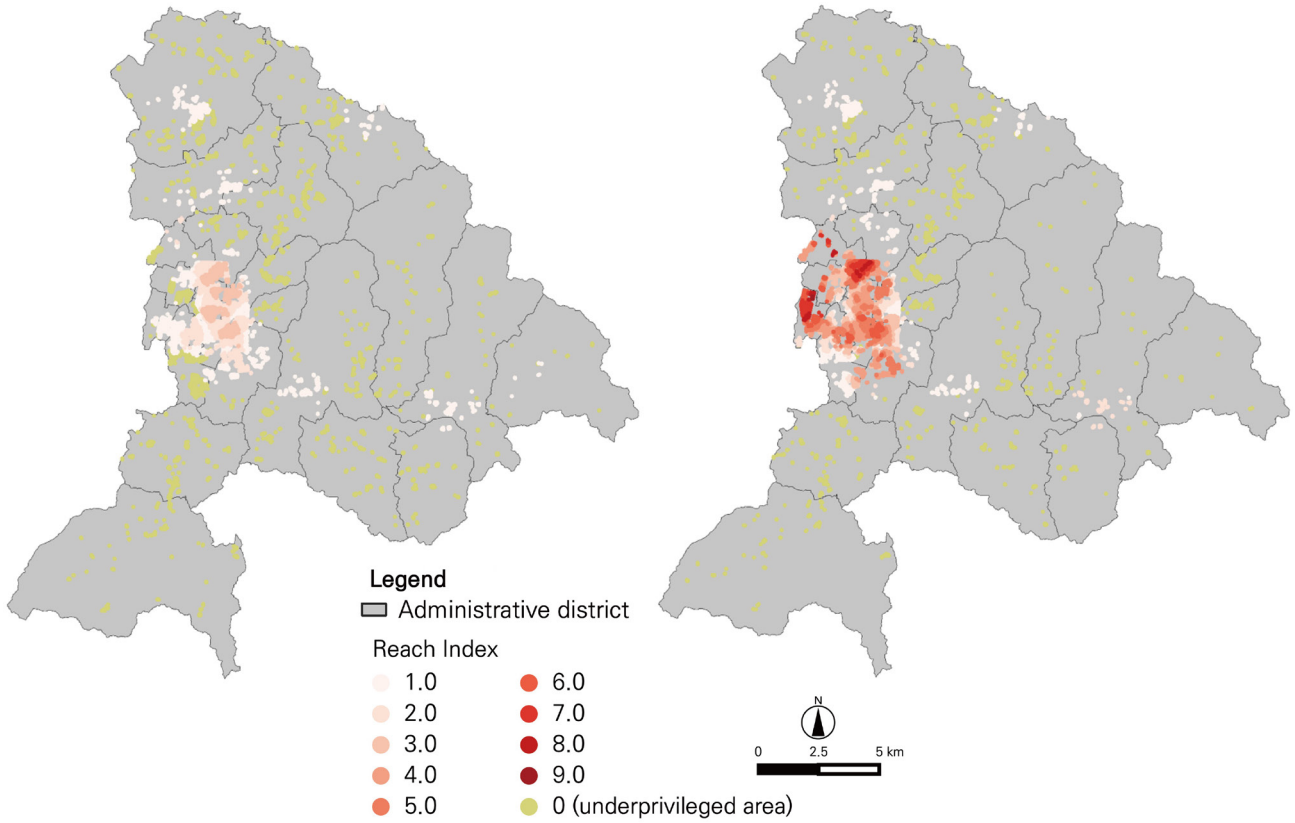 Legend
Administrative district
Reach Index
1.0 6.0
2.0 7.0
3.0 8.0
4.0 9.0
5.0 0 (underprivileged area)
N
0 2.5 5 km